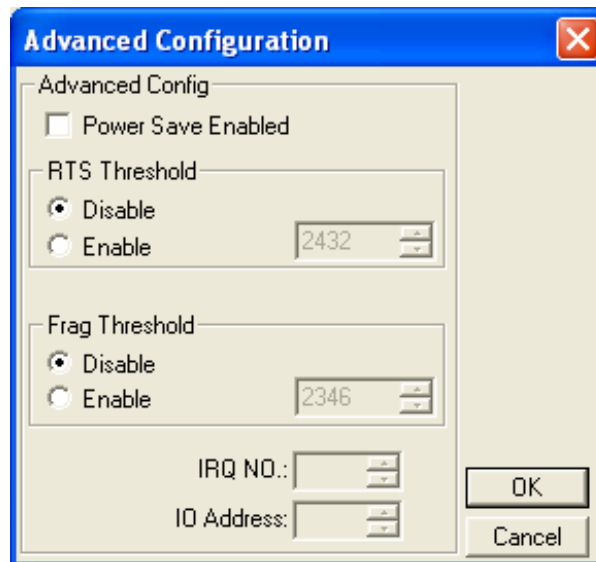 Advanced Configuration
Advanced Config
Power Save Enabled
RTS Threshold
Disable
Enable 2432
Frag Threshold
Disable
Enable 2346
IRQ NO.:
IO Address:
OK
Cancel